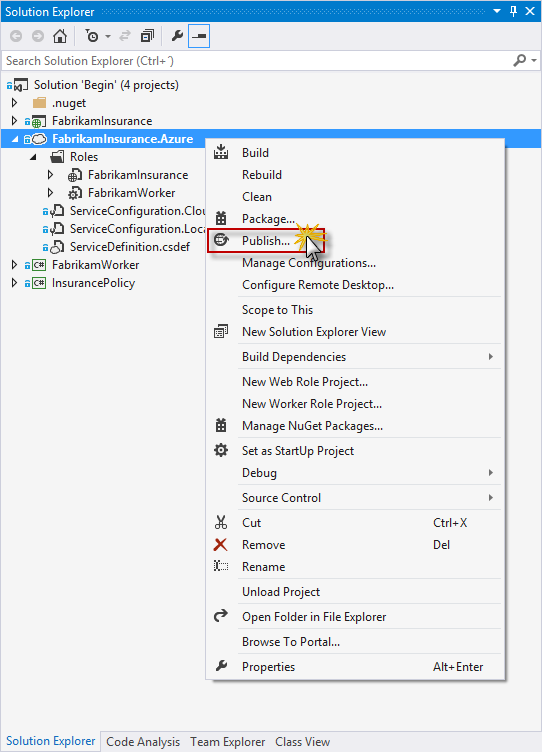 Solution Explorer
Search Solution Explorer (Ctrl+´)
Solution 'Begin' (4 projects)
.nuget
FabrikamInsurance
FabrikamInsurance.Azure
Roles
FabrikamInsurance
FabrikamWorker
ServiceConfiguration.Clou
ServiceConfiguration.Loca
ServiceDefinition.csdef
C# FabrikamWorker
C# InsurancePolicy
Build
Rebuild
Clean
Package...
Publish...
Manage Configurations...
Configure Remote Desktop...
Scope to This
New Solution Explorer View
Build Dependencies
New Web Role Project...
New Worker Role Project...
Manage NuGet Packages...
Set as StartUp Project
Debug
Source Control
Cut Ctrl+X
Remove Del
Rename
Unload Project
Open Folder in File Explorer
Browse To Portal...
Properties Alt+Enter
Solution Explorer Code Analysis Team Explorer Class View